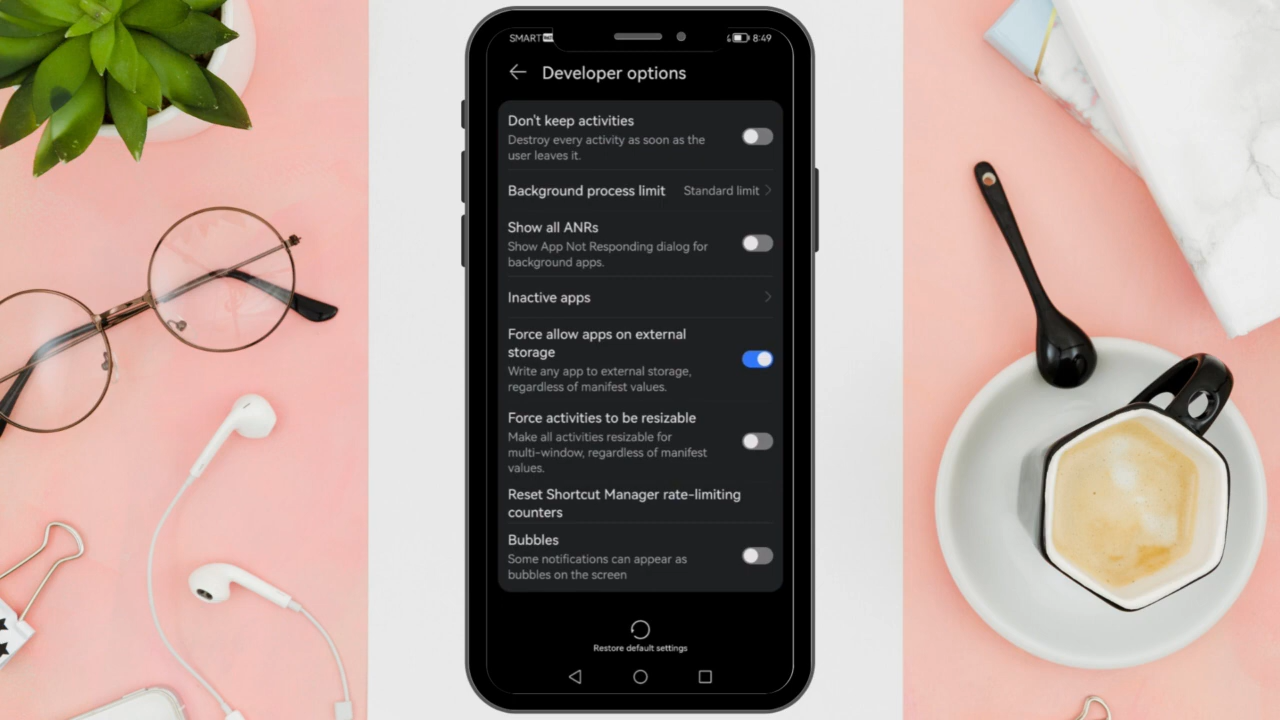 SMART
8:49
Developer options
Don't keep activities
Destroy every activity as soon as the
user leaves it.
Background process limit Standard limit
Show all ANRs
Show App Not Responding dialog for
background apps.
Inactive apps
Force allow apps on external
storage
Write any app to external storage,
regardless of manifest values.
Force activities to be resizable
Make all activities resizable for
multi-window, regardless of manifest
values.
Reset Shortcut Manager rate-limiting
counters
Bubbles
Some notifications can appear as
bubbles on the screen
Restore default settings